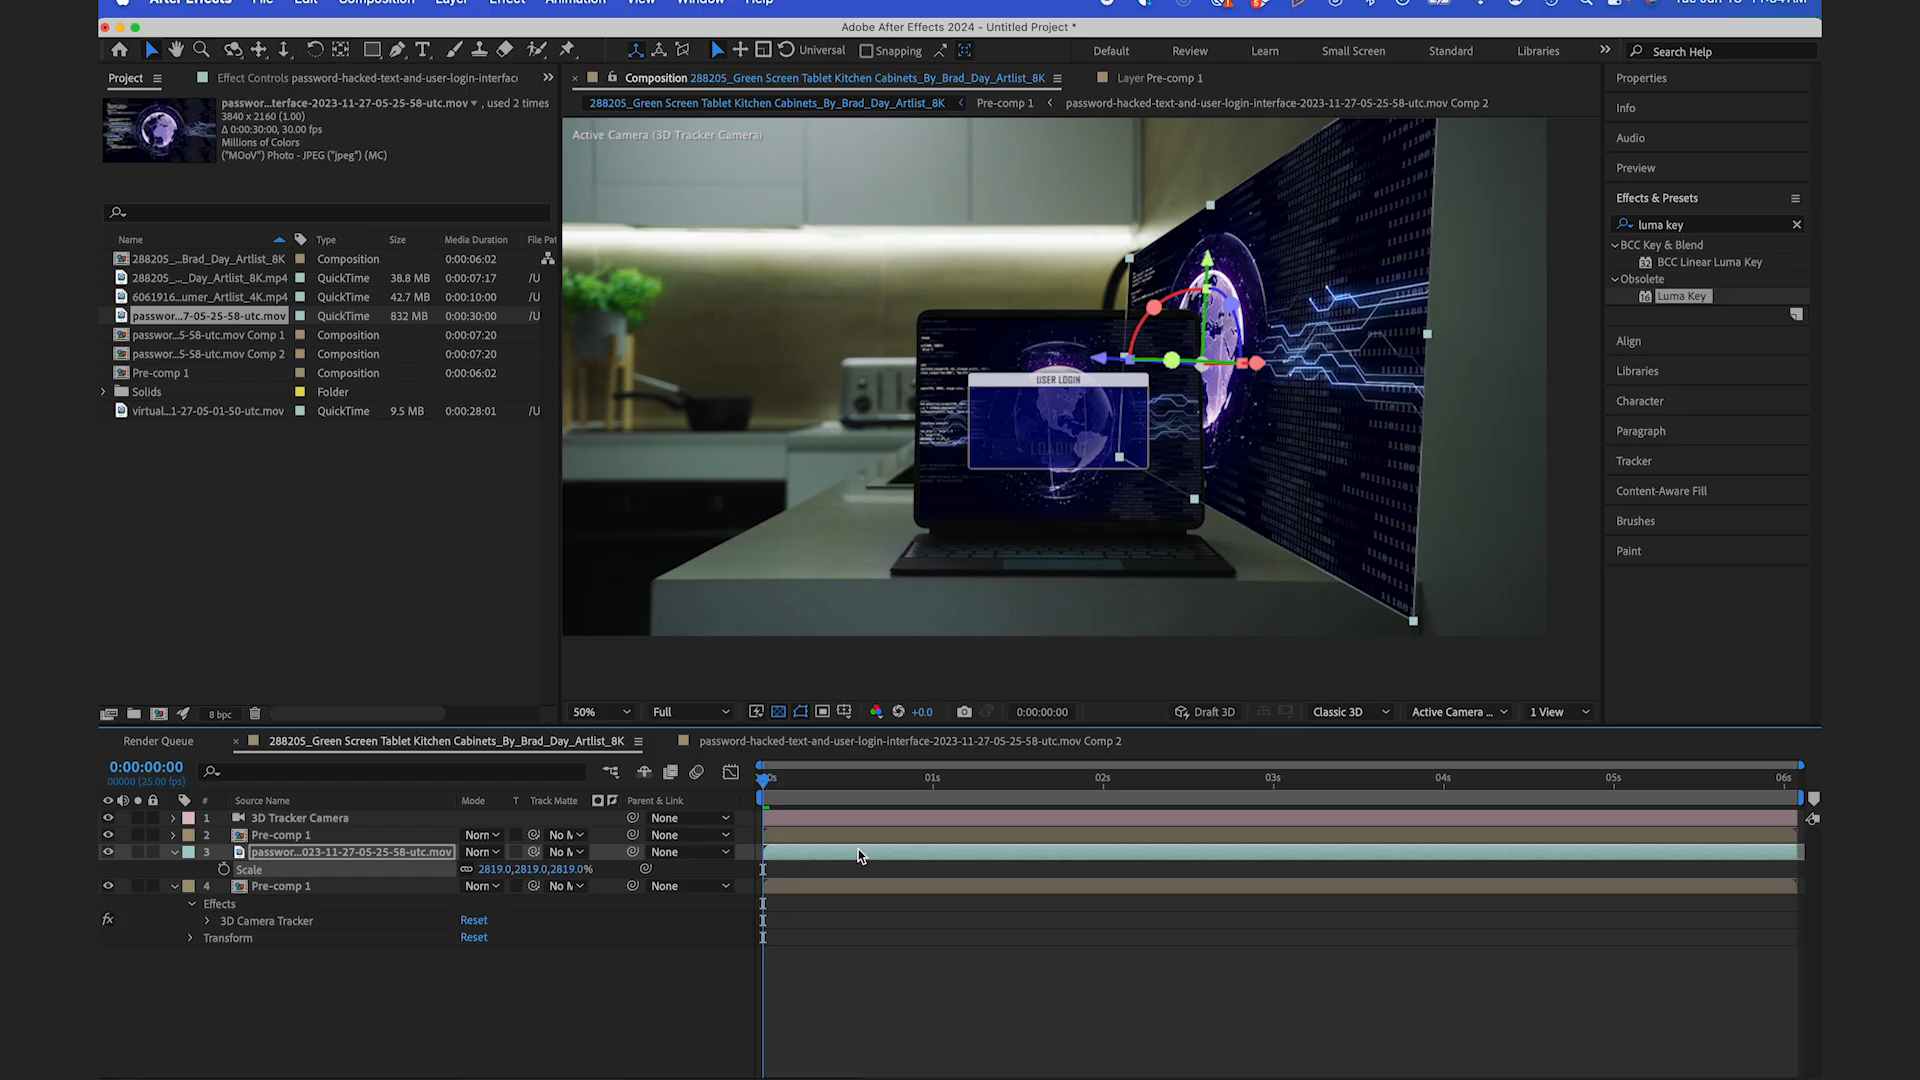 After Effects File Edit Composition Layer Effect Animation View Window Help
Adobe After Effects 2024 - Untitled Project *
Universal Snapping Default Review Learn Small Screen Standard Libraries Search Help
Project Effect Controls password-hacked-text-and-user-login-interfac
Composition 288205_Green Screen Tablet Kitchen Cabinets_By_Brad_Day_Artlist_8K Layer Pre-comp 1
288205_Green Screen Tablet Kitchen Cabinets_By_Brad_Day_Artlist_8K Pre-comp 1 password-hacked-text-and-user-login-interface-2023-11-27-05-25-58-utc.mov Comp 2
passwor...terface-2023-11-27-05-25-58-utc.mov , used 2 times
3840 x 2160 (1.00)
Δ 0:00:30:00, 30.00 fps
Millions of Colors
("MOoV") Photo - JPEG ("jpeg") (MC)
Name Type Size Media Duration File Pat
288205_...Brad_Day_Artlist_8K Composition 0:00:06:02
288205_..._Day_Artlist_8K.mp4 QuickTime 38.8 MB 0:00:07:17 /U
6061916...umer_Artlist_4K.mp4 QuickTime 42.7 MB 0:00:10:00 /U
passwor...7-05-25-58-utc.mov QuickTime 832 MB 0:00:30:00 /U
passwor...5-58-utc.mov Comp 1 Composition 0:00:07:20
passwor...5-58-utc.mov Comp 2 Composition 0:00:07:20
Pre-comp 1 Composition 0:00:06:02
Solids Folder
virtual...1-27-05-01-50-utc.mov QuickTime 9.5 MB 0:00:28:01 /U
8 bpc
Active Camera (3D Tracker Camera)
USER LOGIN
LOADING
50% Full +0.0 0:00:00:00 Draft 3D Classic 3D Active Camera ... 1 View
Properties
Info
Audio
Preview
Effects & Presets
luma key
BCC Key & Blend
32 BCC Linear Luma Key
Obsolete
16 Luma Key
Align
Libraries
Character
Paragraph
Tracker
Content-Aware Fill
Brushes
Paint
Render Queue 288205_Green Screen Tablet Kitchen Cabinets_By_Brad_Day_Artlist_8K password-hacked-text-and-user-login-interface-2023-11-27-05-25-58-utc.mov Comp 2
0:00:00:00
00000 (25.00 fps)
01s 02s 03s 04s 05s 06s
# Source Name Mode T Track Matte Parent & Link
1 3D Tracker Camera None
2 Pre-comp 1 Norn No M None
3 passwor...023-11-27-05-25-58-utc.mov Norn No M None
Scale 2819.0,2819.0,2819.0%
4 Pre-comp 1 Norn No M None
Effects
fx 3D Camera Tracker Reset
Transform Reset